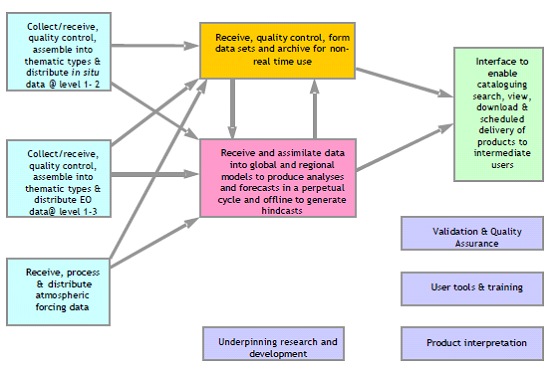 Collect/receive,
quality control,
assemble into
thematic types &
distribute in situ
data @ level 1- 2
Receive, quality control, form
data sets and archive for non-
real time use
Interface to
enable
cataloguing
search, view,
download &
scheduled
delivery of
products to
intermediate
users
Collect/receive,
quality control,
assemble into
thematic types &
distribute EO
data@ level 1-3
Receive and assimilate data
into global and regional
models to produce analyses
and forecasts in a perpetual
cycle and offline to generate
hindcasts
Validation & Quality
Assurance
Receive, process
& distribute
atmospheric
forcing data
User tools & training
Underpinning research and
development
Product interpretation